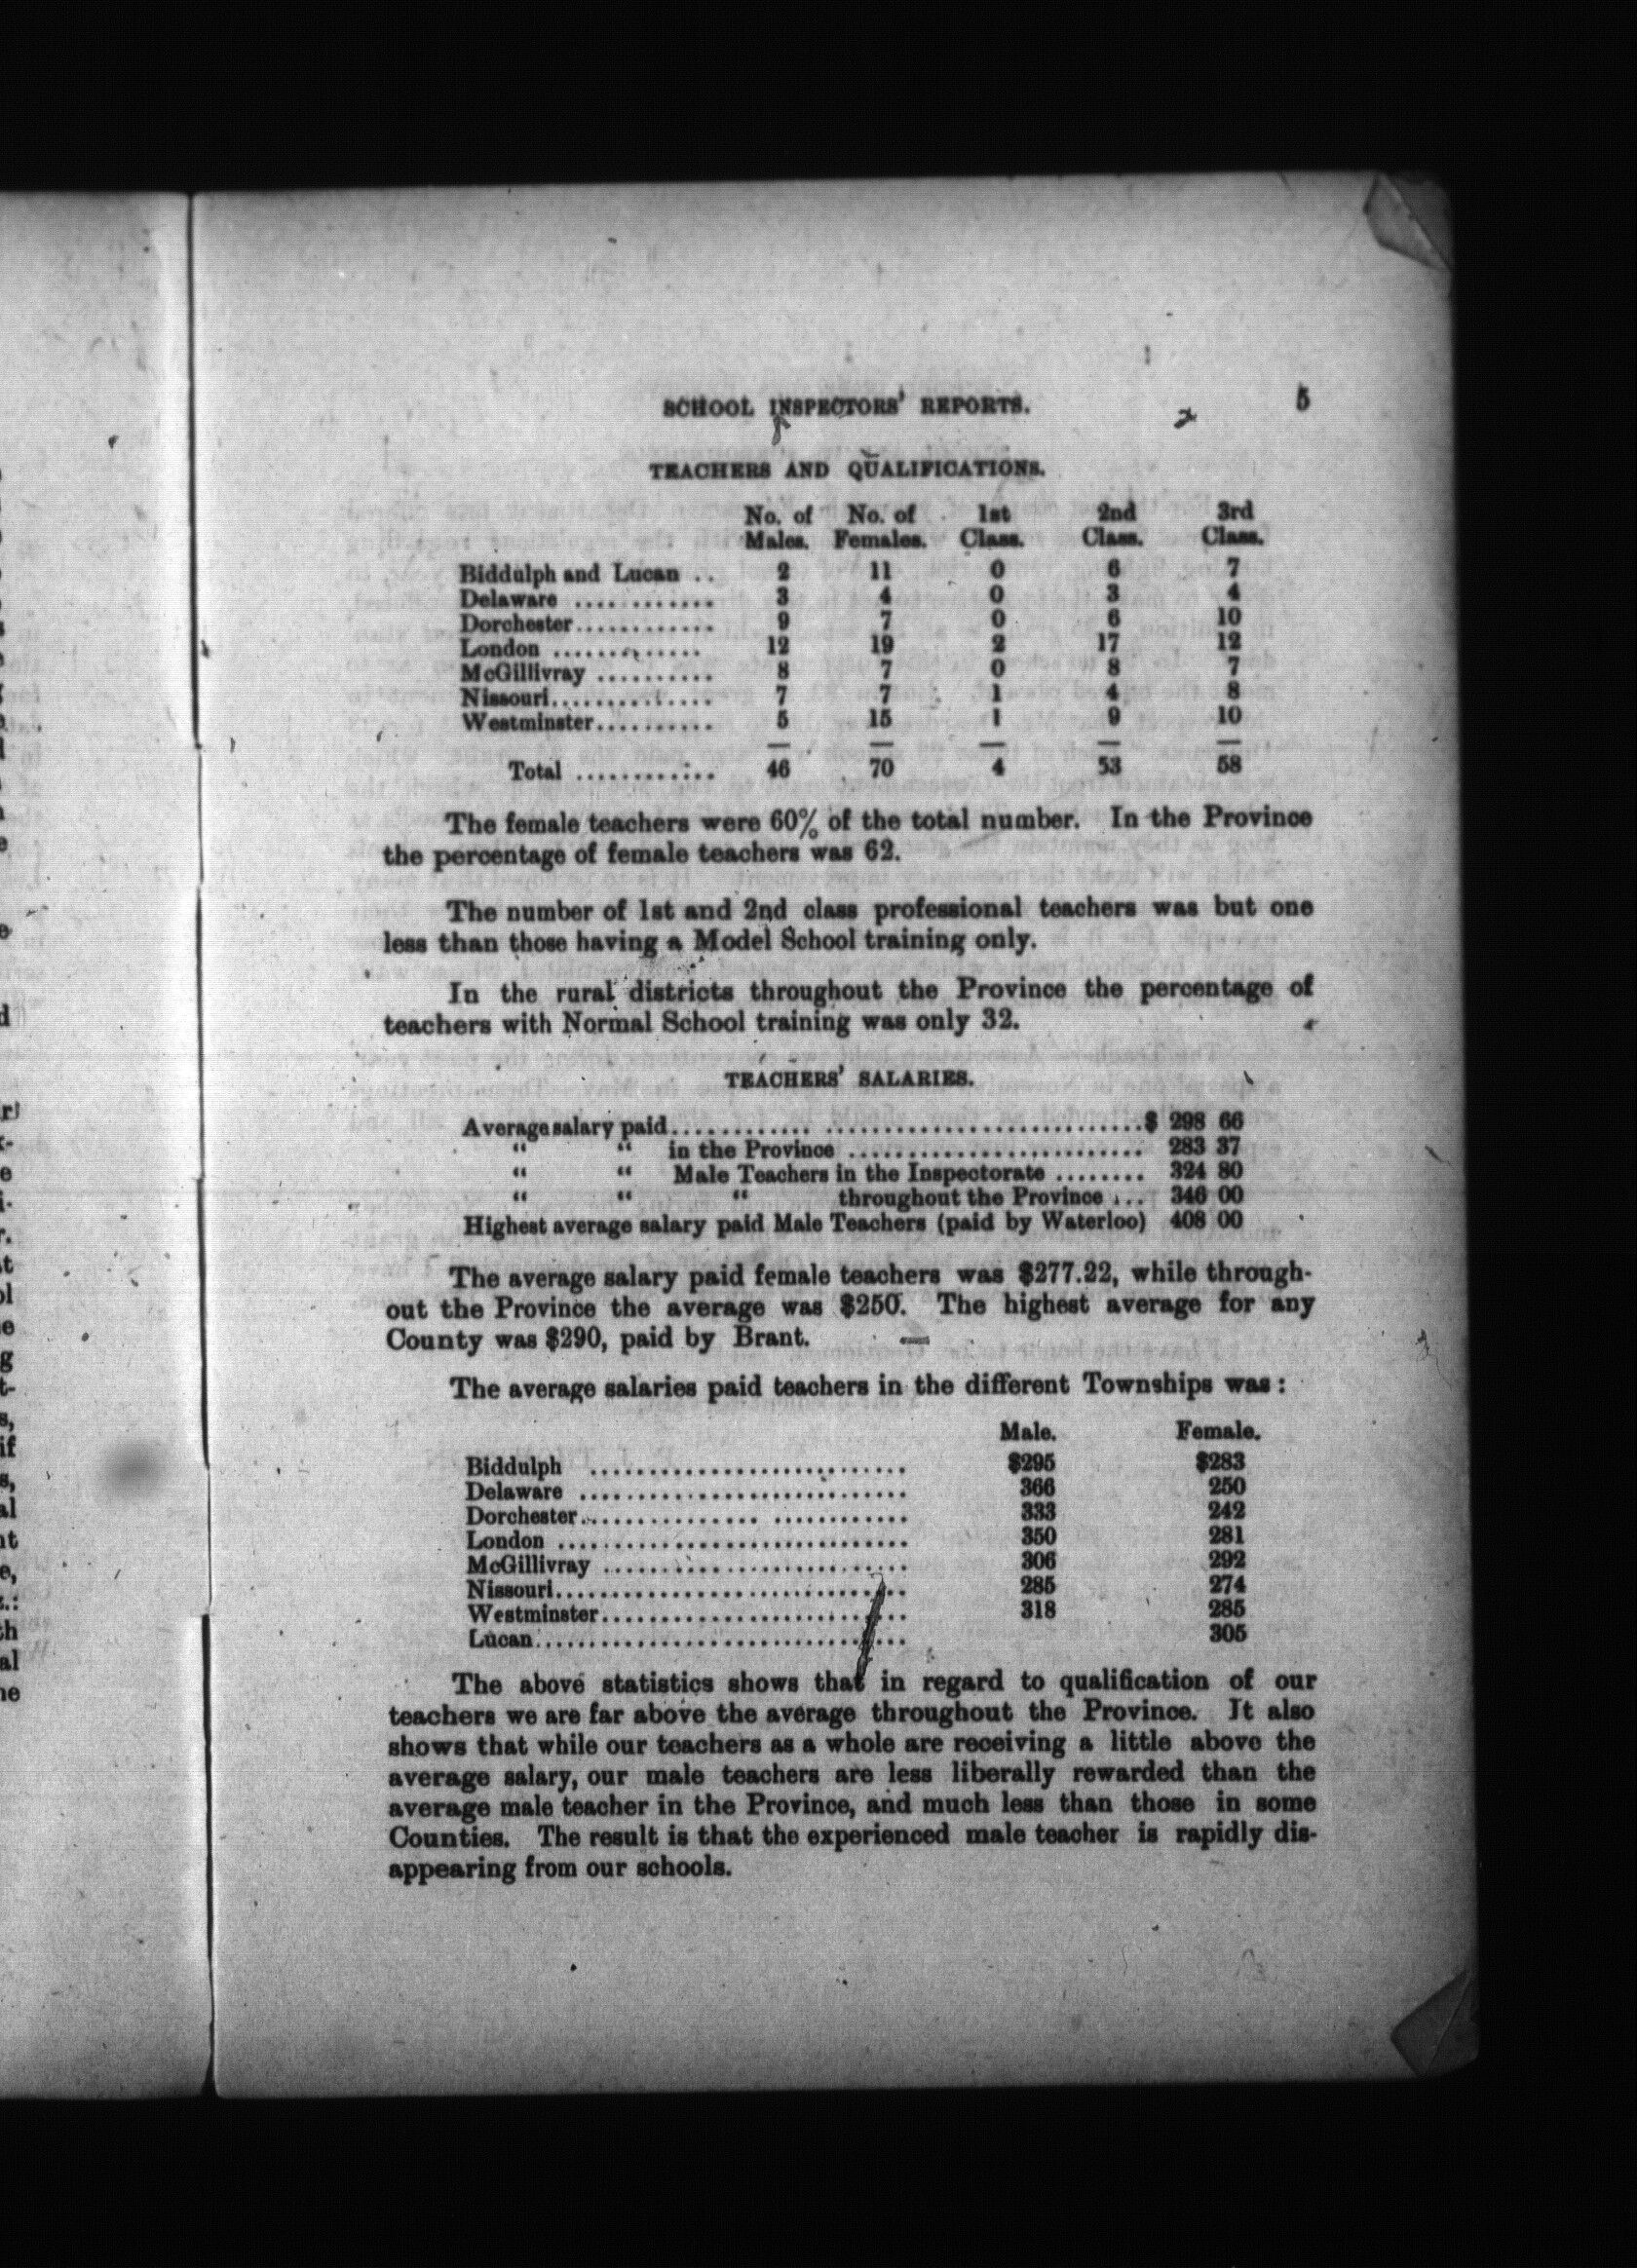 SCHOOL INSPECTORS' REPORTS. 5
TEACHERS AND QUALIFICATIONS.
No. of No. of 1st 2nd 3rd
Males. Females. Class. Class. Class.
Biddulph and Lucan .. 2 11 0 6 7
Delaware ............ 3 4 0 3 4
Dorchester............ 9 7 0 6 10
London ............. 12 19 2 17 12
McGillivray .......... 8 7 0 8 7
Nissouri.............. 7 7 1 4 8
Westminster.......... 5 15 1 9 10
Total ............ 46 70 4 53 58
The female teachers were 60% of the total number. In the Province
the percentage of female teachers was 62.
The number of 1st and 2nd class professional teachers was but one
less than those having a Model School training only.
In the rural districts throughout the Province the percentage of
teachers with Normal School training was only 32.
TEACHERS' SALARIES.
Average salary paid............ ...........................$ 298 66
" " in the Province ......................... 283 37
" " Male Teachers in the Inspectorate ........ 324 80
" " " throughout the Province ... 346 00
Highest average salary paid Male Teachers (paid by Waterloo) 408 00
The average salary paid female teachers was $277.22, while through-
out the Province the average was $250. The highest average for any
County was $290, paid by Brant.
The average salaries paid teachers in the different Townships was:
Male. Female.
Biddulph ........................... $295 $283
Delaware ............................ 366 250
Dorchester............... ............ 333 242
London .............................. 350 281
McGillivray .......................... 306 292
Nissouri.............................. 285 274
Westminster.......................... 318 285
Lucan................................ 305
The above statistics shows that in regard to qualification of our
teachers we are far above the average throughout the Province. It also
shows that while our teachers as a whole are receiving a little above the
average salary, our male teachers are less liberally rewarded than the
average male teacher in the Province, and much less than those in some
Counties. The result is that the experienced male teacher is rapidly dis-
appearing from our schools.